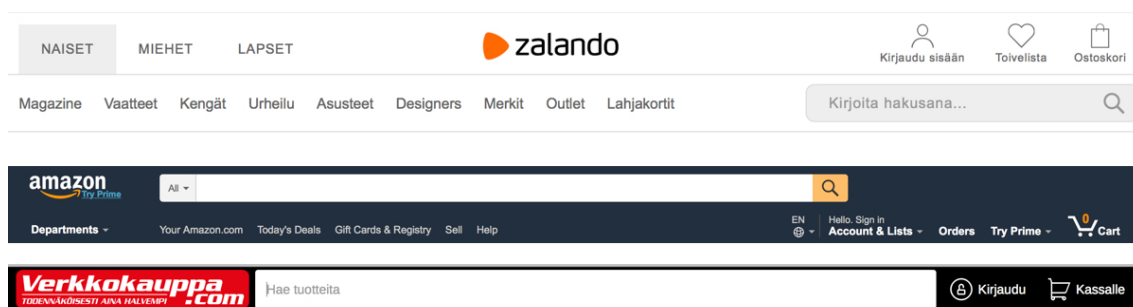 NAISET MIEHET LAPSET zalando Kirjaudu sisään Toivelista Ostoskori
Magazine Vaatteet Kengät Urheilu Asusteet Designers Merkit Outlet Lahjakortit Kirjoita hakusana...
amazon
Try Prime
All
Departments Your Amazon.com Today's Deals Gift Cards & Registry Sell Help EN Hello. Sign in
Account & Lists Orders Try Prime 0 Cart
Verkkokauppa
.com
TODENNÄKÖISESTI AINA HALVEMPI
Hae tuotteita Kirjaudu Kassalle